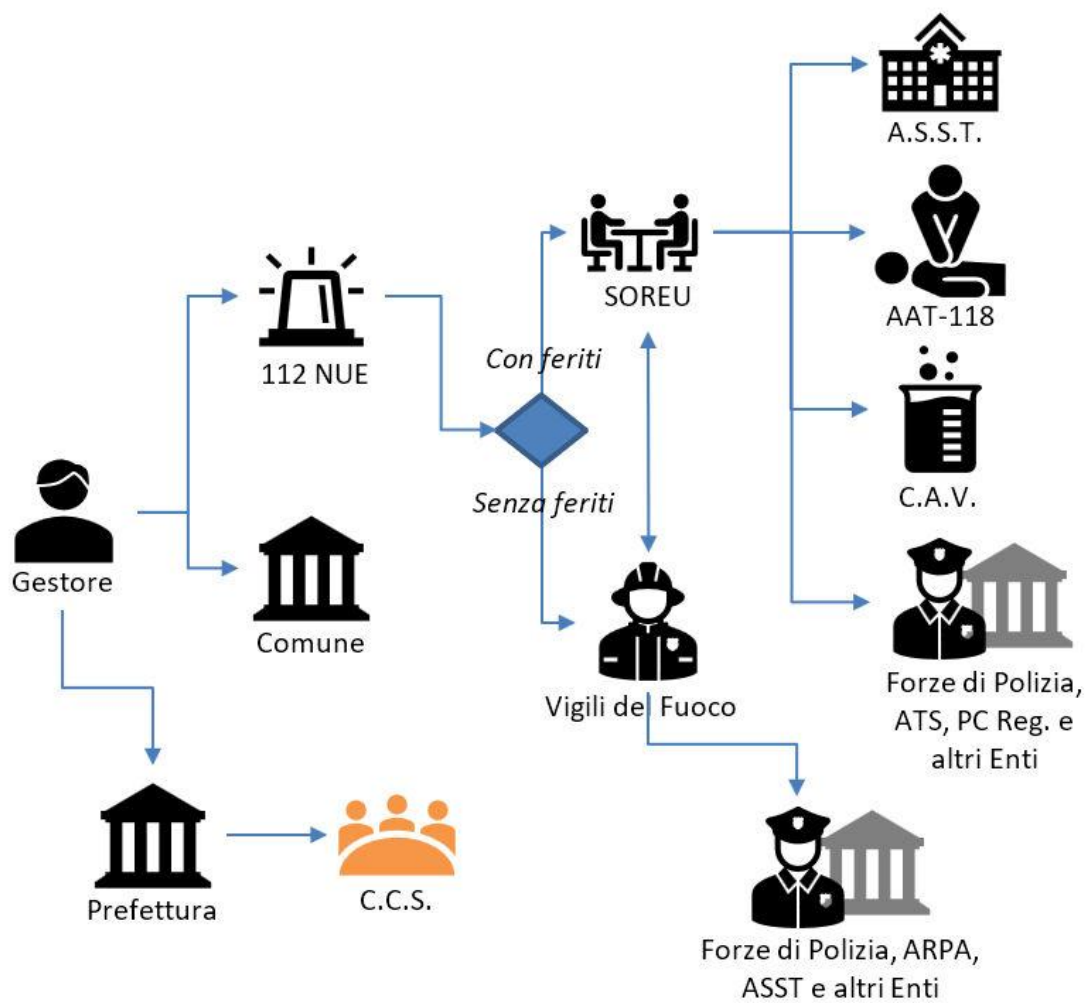 A.S.S.T.
SOREU
AAT-118
112 NUE
Con feriti
C.A.V.
Senza feriti
Gestore
Comune
Vigili del Fuoco
Forze di Polizia,
ATS, PC Reg. e
altri Enti
Prefettura
C.C.S.
Forze di Polizia, ARPA,
ASST e altri Enti